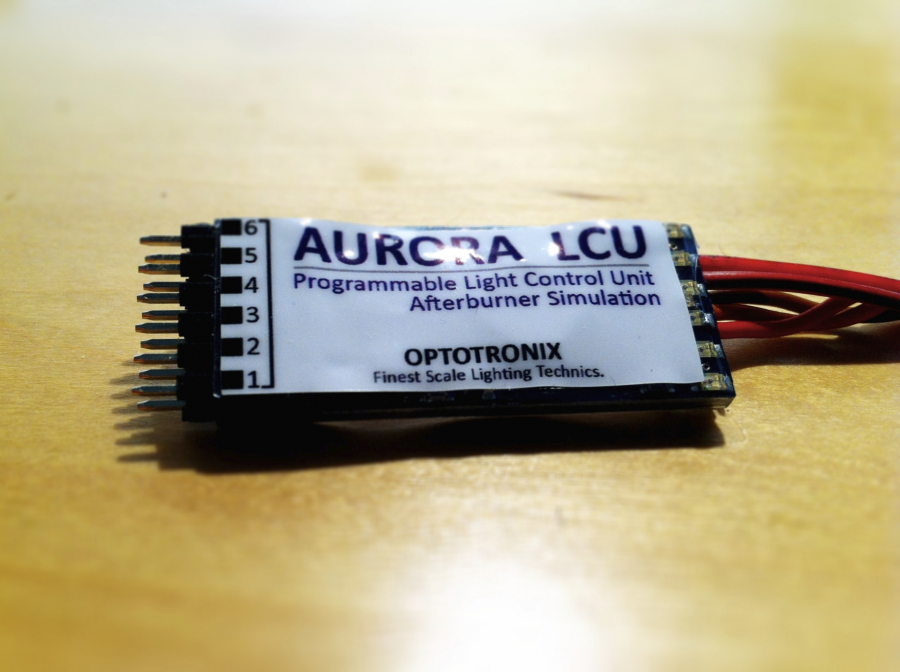 6
5
4
3
2
1
AURORA LCU
Programmable Light Control Unit
Afterburner Simulation
OPTOTRONIX
Finest Scale Lighting Technics.